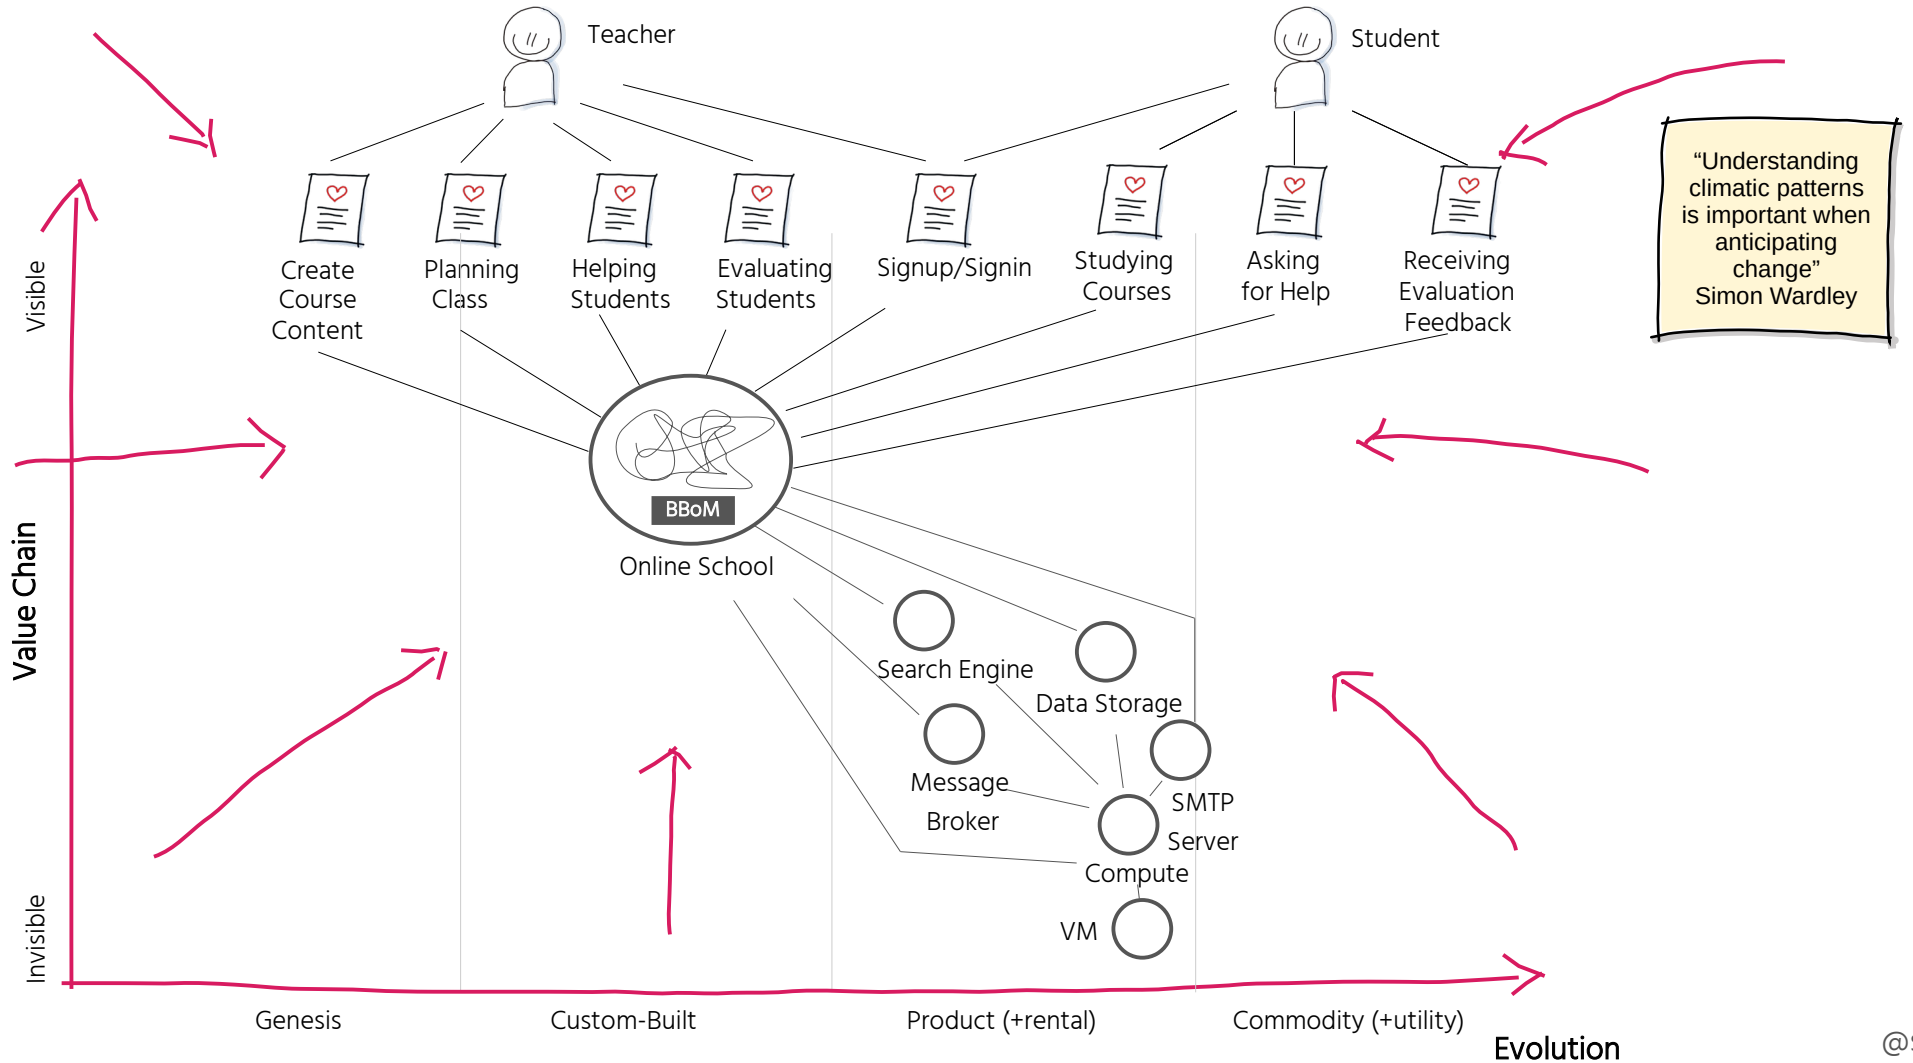 Teacher
Student
“Understanding
climatic patterns
is important when
anticipating
change”
Simon Wardley
Create
Course
Content
Planning
Class
Helping
Students
Evaluating
Students
Signup/Signin
Studying
Courses
Asking
for Help
Receiving
Evaluation
Feedback
Visible
Value Chain
Invisible
BBoM
Online School
Search Engine
Data Storage
Message
Broker
SMTP
Server
Compute
VM
Genesis
Custom-Built
Product (+rental)
Commodity (+utility)
Evolution